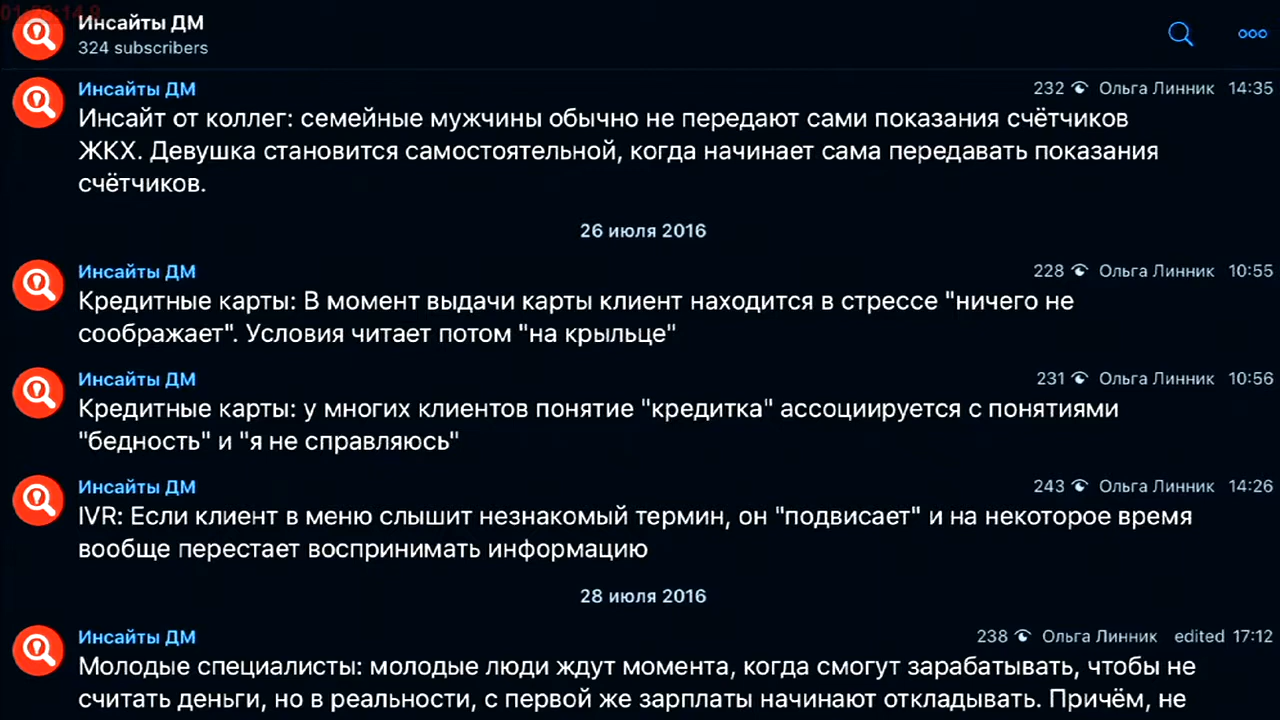 Инсайты ДМ
324 subscribers
Инсайты ДМ 232 Ольга Линник 14:35
Инсайт от коллег: семейные мужчины обычно не передают сами показания счётчиков
ЖКХ. Девушка становится самостоятельной, когда начинает сама передавать показания
счётчиков.
26 июля 2016
Инсайты ДМ 228 Ольга Линник 10:55
Кредитные карты: В момент выдачи карты клиент находится в стрессе "ничего не
соображает". Условия читает потом "на крыльце"
Инсайты ДМ 231 Ольга Линник 10:56
Кредитные карты: у многих клиентов понятие "кредитка" ассоциируется с понятиями
"бедность" и "я не справляюсь"
Инсайты ДМ 243 Ольга Линник 14:26
IVR: Если клиент в меню слышит незнакомый термин, он "подвисает" и на некоторое время
вообще перестает воспринимать информацию
28 июля 2016
Инсайты ДМ 238 Ольга Линник edited 17:12
Молодые специалисты: молодые люди ждут момента, когда смогут зарабатывать, чтобы не
считать деньги, но в реальности, с первой же зарплаты начинают откладывать. Причём, не